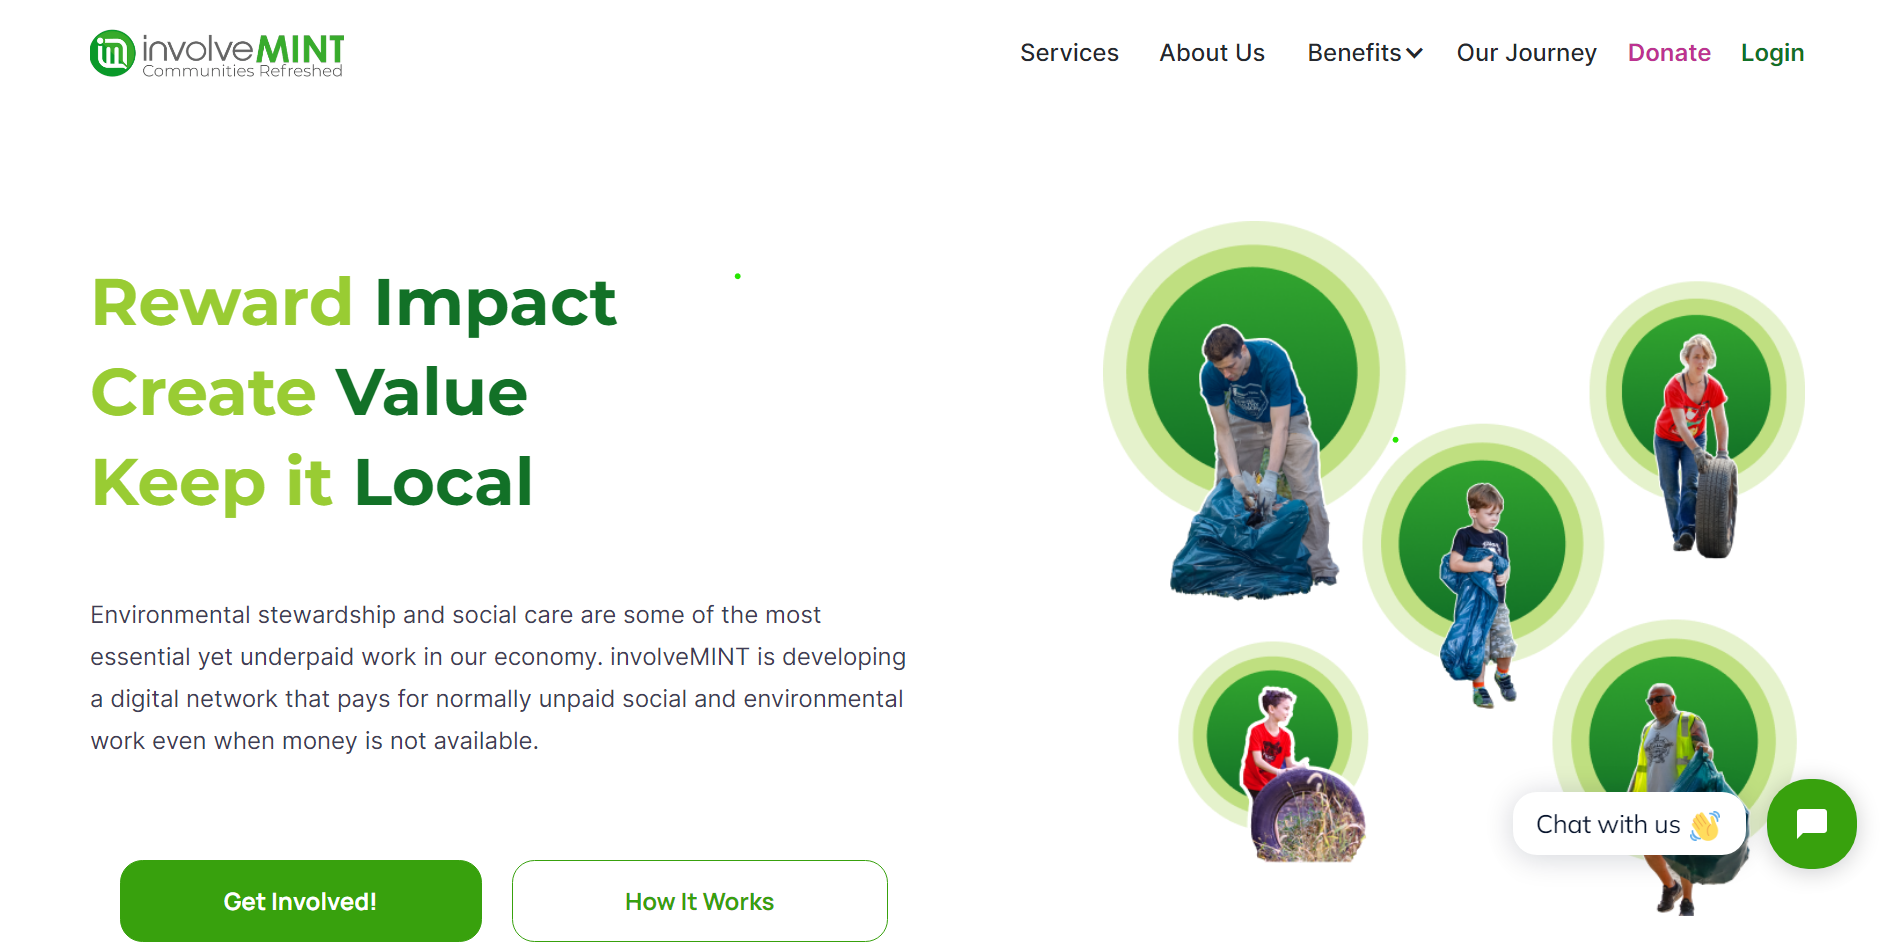 involveMINT
Communities Refreshed
Services
About Us
Benefits
Our Journey
Donate
Login
Reward Impact
Create Value
Keep it Local
Environmental stewardship and social care are some of the most
essential yet underpaid work in our economy. involveMINT is developing
a digital network that pays for normally unpaid social and environmental
work even when money is not available.
Get Involved!
How It Works
Chat with us 👋